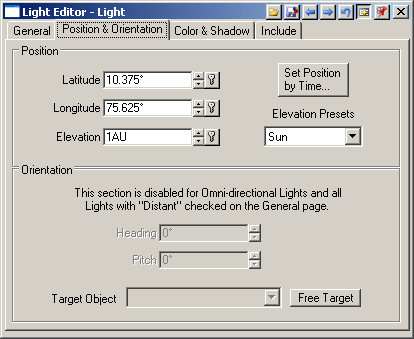 Light Editor - Light
General Position & Orientation Color & Shadow Include
Position
Latitude 10.375°
Set Position
by Time...
Longitude 75.625°
Elevation Presets
Elevation 1AU
Sun
Orientation
This section is disabled for Omni-directional Lights and all
Lights with "Distant" checked on the General page.
Heading 0°
Pitch 0°
Target Object
Free Target